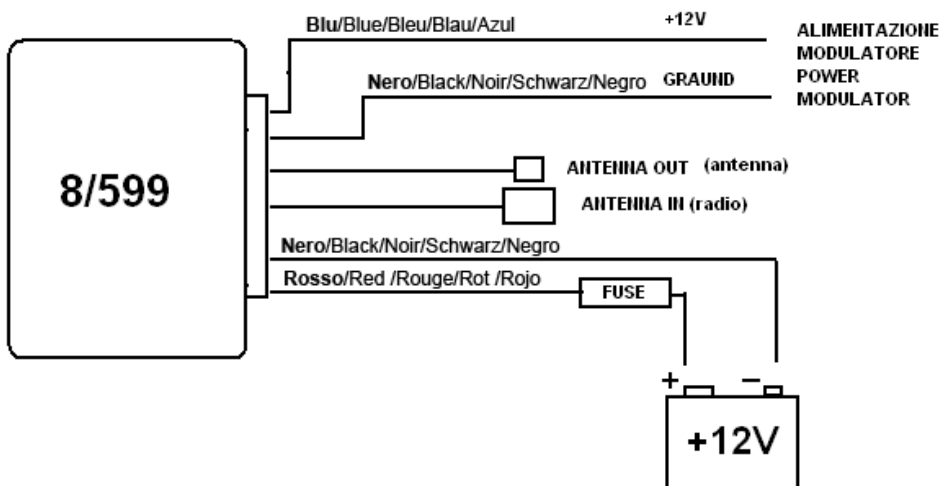 Blu/Blue/Bleu/Blau/Azul
+12V
ALIMENTAZIONE
MODULATORE
POWER
MODULATOR
Nero/Black/Noir/Schwarz/Negro
GRAUND
8/599
ANTENNA OUT (antenna)
ANTENNA IN (radio)
Nero/Black/Noir/Schwarz/Negro
Rosso/Red /Rouge/Rot /Rojo
FUSE
+ −
+12V